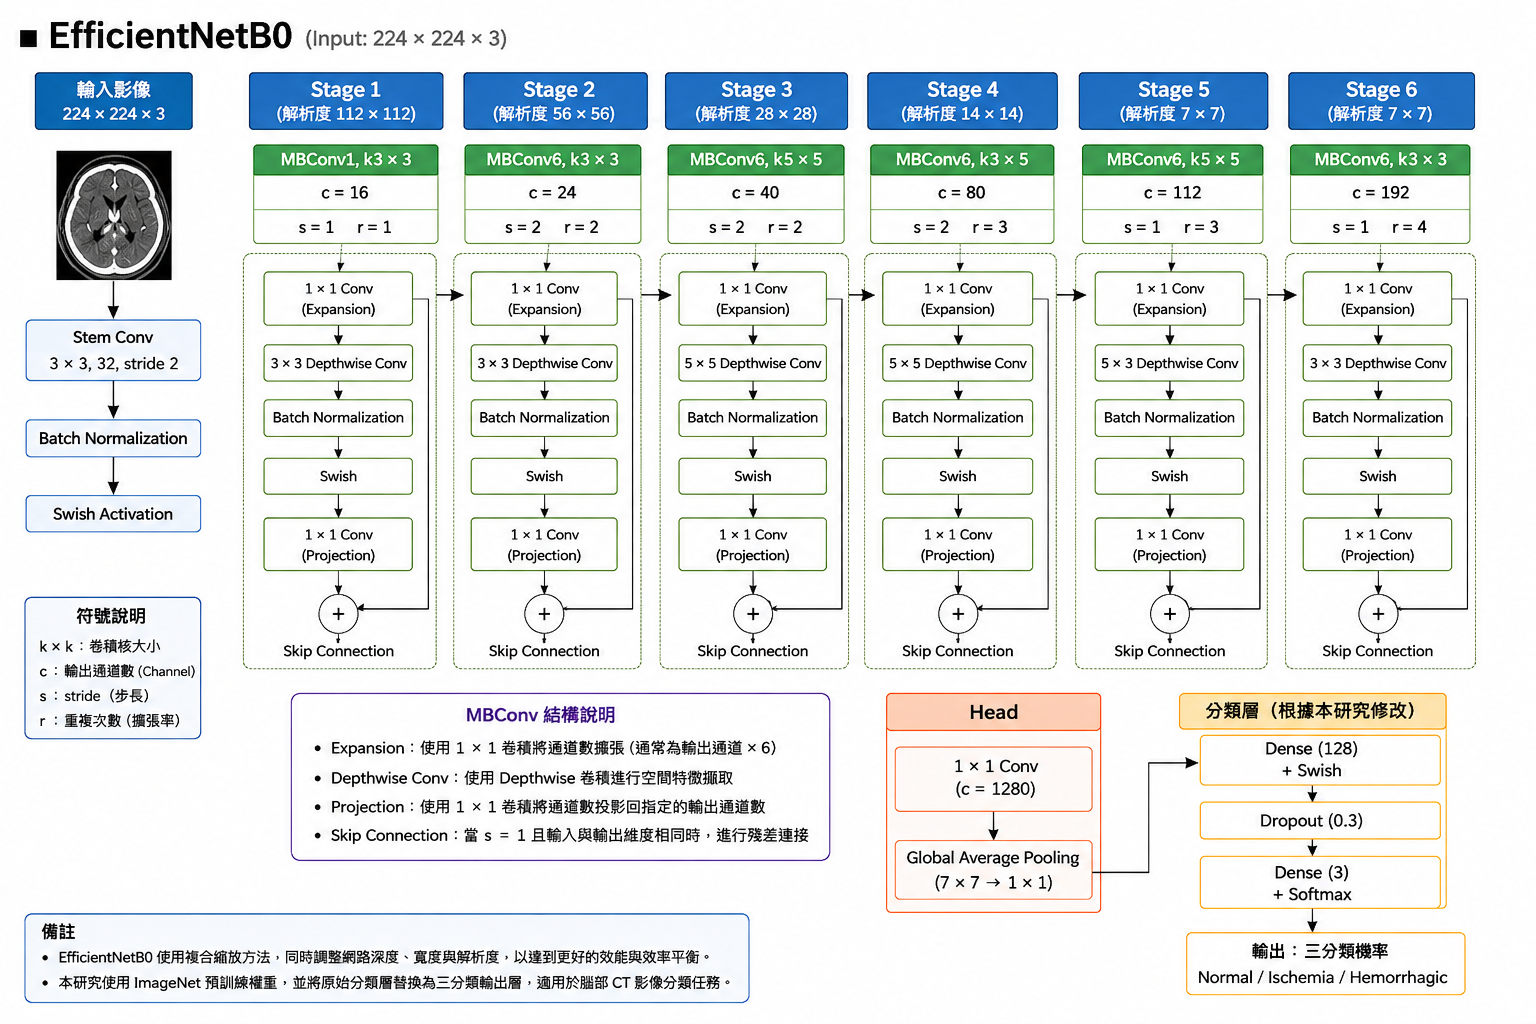 ■ EfficientNetB0 (Input: 224 × 224 × 3)
輸入影像
224 × 224 × 3
Stem Conv
3 × 3, 32, stride 2
Batch Normalization
Swish Activation
符號說明
k × k：卷積核大小
c：輸出通道數 (Channel)
s：stride（步長）
r：重複次數 (擴張率)
Stage 1
(解析度 112 × 112)
MBConv1, k3 × 3
c = 16
s = 1 r = 1
1 × 1 Conv
(Expansion)
3 × 3 Depthwise Conv
Batch Normalization
Swish
1 × 1 Conv
(Projection)
+
Skip Connection
Stage 2
(解析度 56 × 56)
MBConv6, k3 × 3
c = 24
s = 2 r = 2
1 × 1 Conv
(Expansion)
3 × 3 Depthwise Conv
Batch Normalization
Swish
1 × 1 Conv
(Projection)
+
Skip Connection
Stage 3
(解析度 28 × 28)
MBConv6, k5 × 5
c = 40
s = 2 r = 2
1 × 1 Conv
(Expansion)
5 × 5 Depthwise Conv
Batch Normalization
Swish
1 × 1 Conv
(Projection)
+
Skip Connection
Stage 4
(解析度 14 × 14)
MBConv6, k3 × 5
c = 80
s = 2 r = 3
1 × 1 Conv
(Expansion)
5 × 5 Depthwise Conv
Batch Normalization
Swish
1 × 1 Conv
(Projection)
+
Skip Connection
Stage 5
(解析度 7 × 7)
MBConv6, k5 × 5
c = 112
s = 1 r = 3
1 × 1 Conv
(Expansion)
5 × 3 Depthwise Conv
Batch Normalization
Swish
1 × 1 Conv
(Projection)
+
Skip Connection
Stage 6
(解析度 7 × 7)
MBConv6, k3 × 3
c = 192
s = 1 r = 4
1 × 1 Conv
(Expansion)
3 × 3 Depthwise Conv
Batch Normalization
Swish
1 × 1 Conv
(Projection)
+
Skip Connection
MBConv 結構說明
• Expansion：使用 1 × 1 卷積將通道數擴張 (通常為輸出通道 × 6)
• Depthwise Conv：使用 Depthwise 卷積進行空間特徵擷取
• Projection：使用 1 × 1 卷積將通道數投影回指定的輸出通道數
• Skip Connection：當 s = 1 且輸入與輸出維度相同時，進行殘差連接
Head
1 × 1 Conv
(c = 1280)
Global Average Pooling
(7 × 7 → 1 × 1)
分類層（根據本研究修改）
Dense (128)
+ Swish
Dropout (0.3)
Dense (3)
+ Softmax
輸出：三分類機率
Normal / Ischemia / Hemorrhagic
備註
• EfficientNetB0 使用複合縮放方法，同時調整網路深度、寬度與解析度，以達到更好的效能與效率平衡。
• 本研究使用 ImageNet 預訓練權重，並將原始分類層替換為三分類輸出層，適用於腦部 CT 影像分類任務。